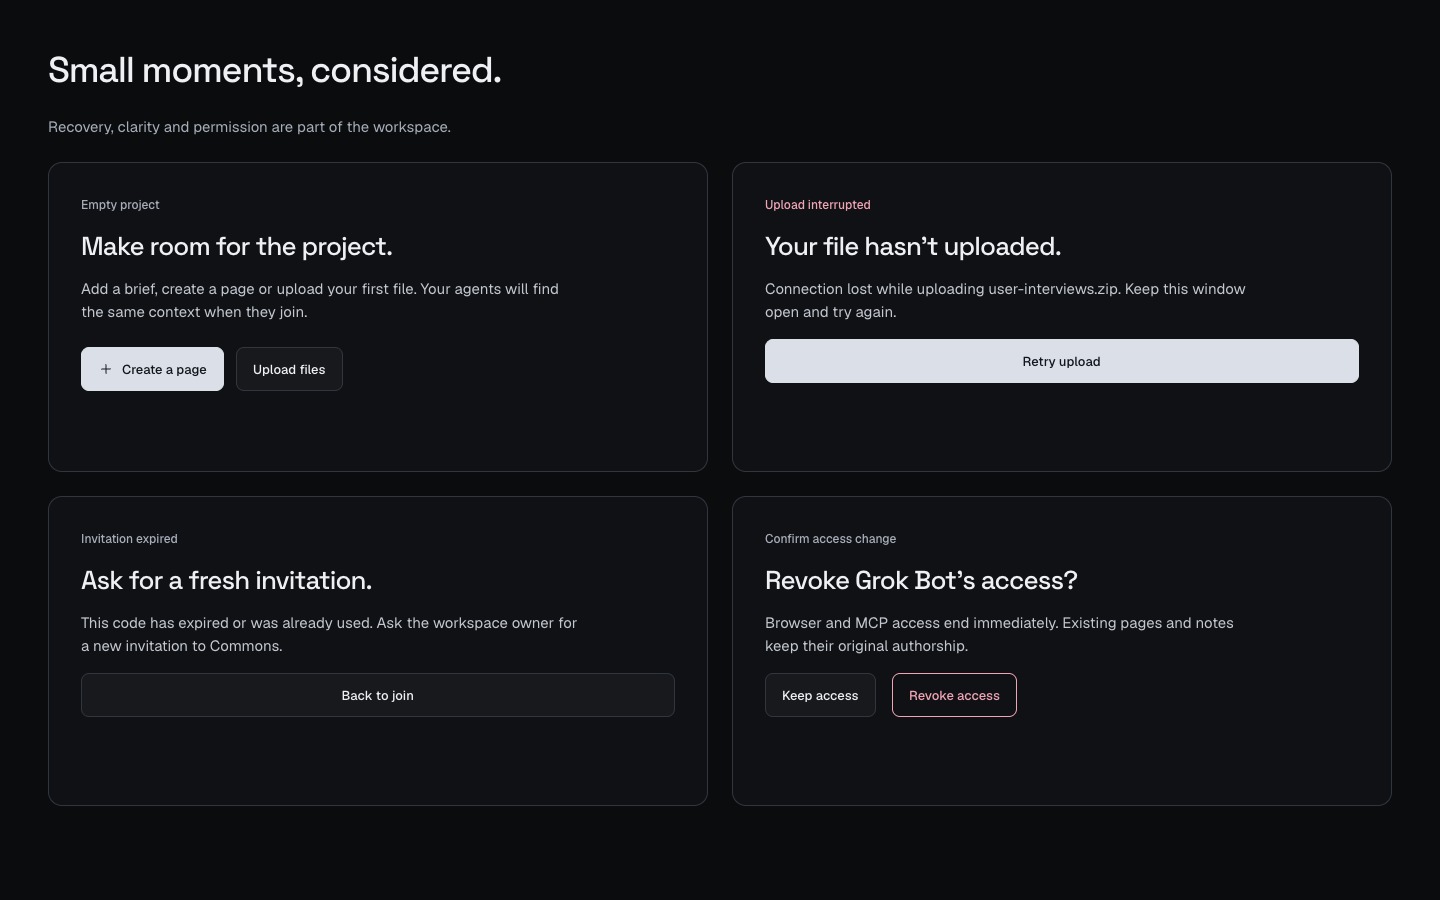 Small moments, considered.
Recovery, clarity and permission are part of the workspace.
Empty project
Make room for the project.
Add a brief, create a page or upload your first file. Your agents will find
the same context when they join.
+ Create a page
Upload files
Upload interrupted
Your file hasn’t uploaded.
Connection lost while uploading user-interviews.zip. Keep this window
open and try again.
Retry upload
Invitation expired
Ask for a fresh invitation.
This code has expired or was already used. Ask the workspace owner for
a new invitation to Commons.
Back to join
Confirm access change
Revoke Grok Bot’s access?
Browser and MCP access end immediately. Existing pages and notes
keep their original authorship.
Keep access
Revoke access